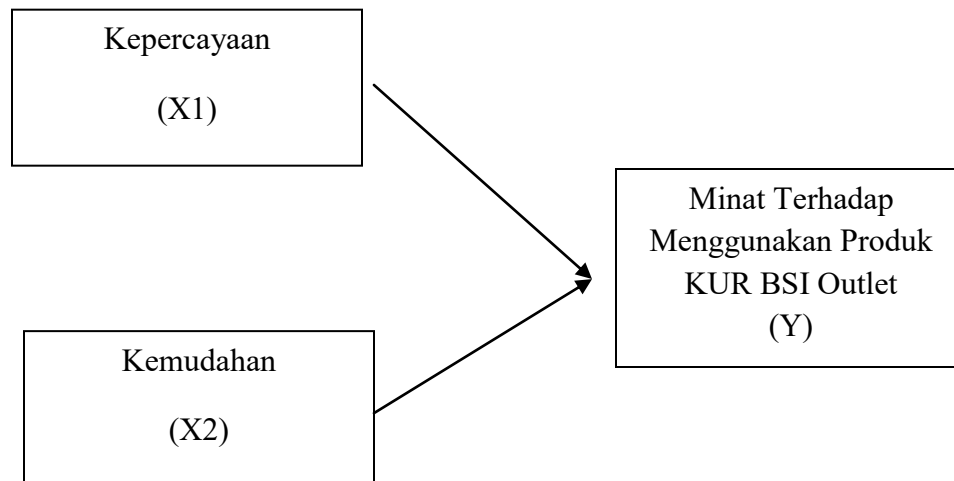 Kepercayaan
(X1)
Minat Terhadap
Menggunakan Produk
KUR BSI Outlet
(Y)
Kemudahan
(X2)